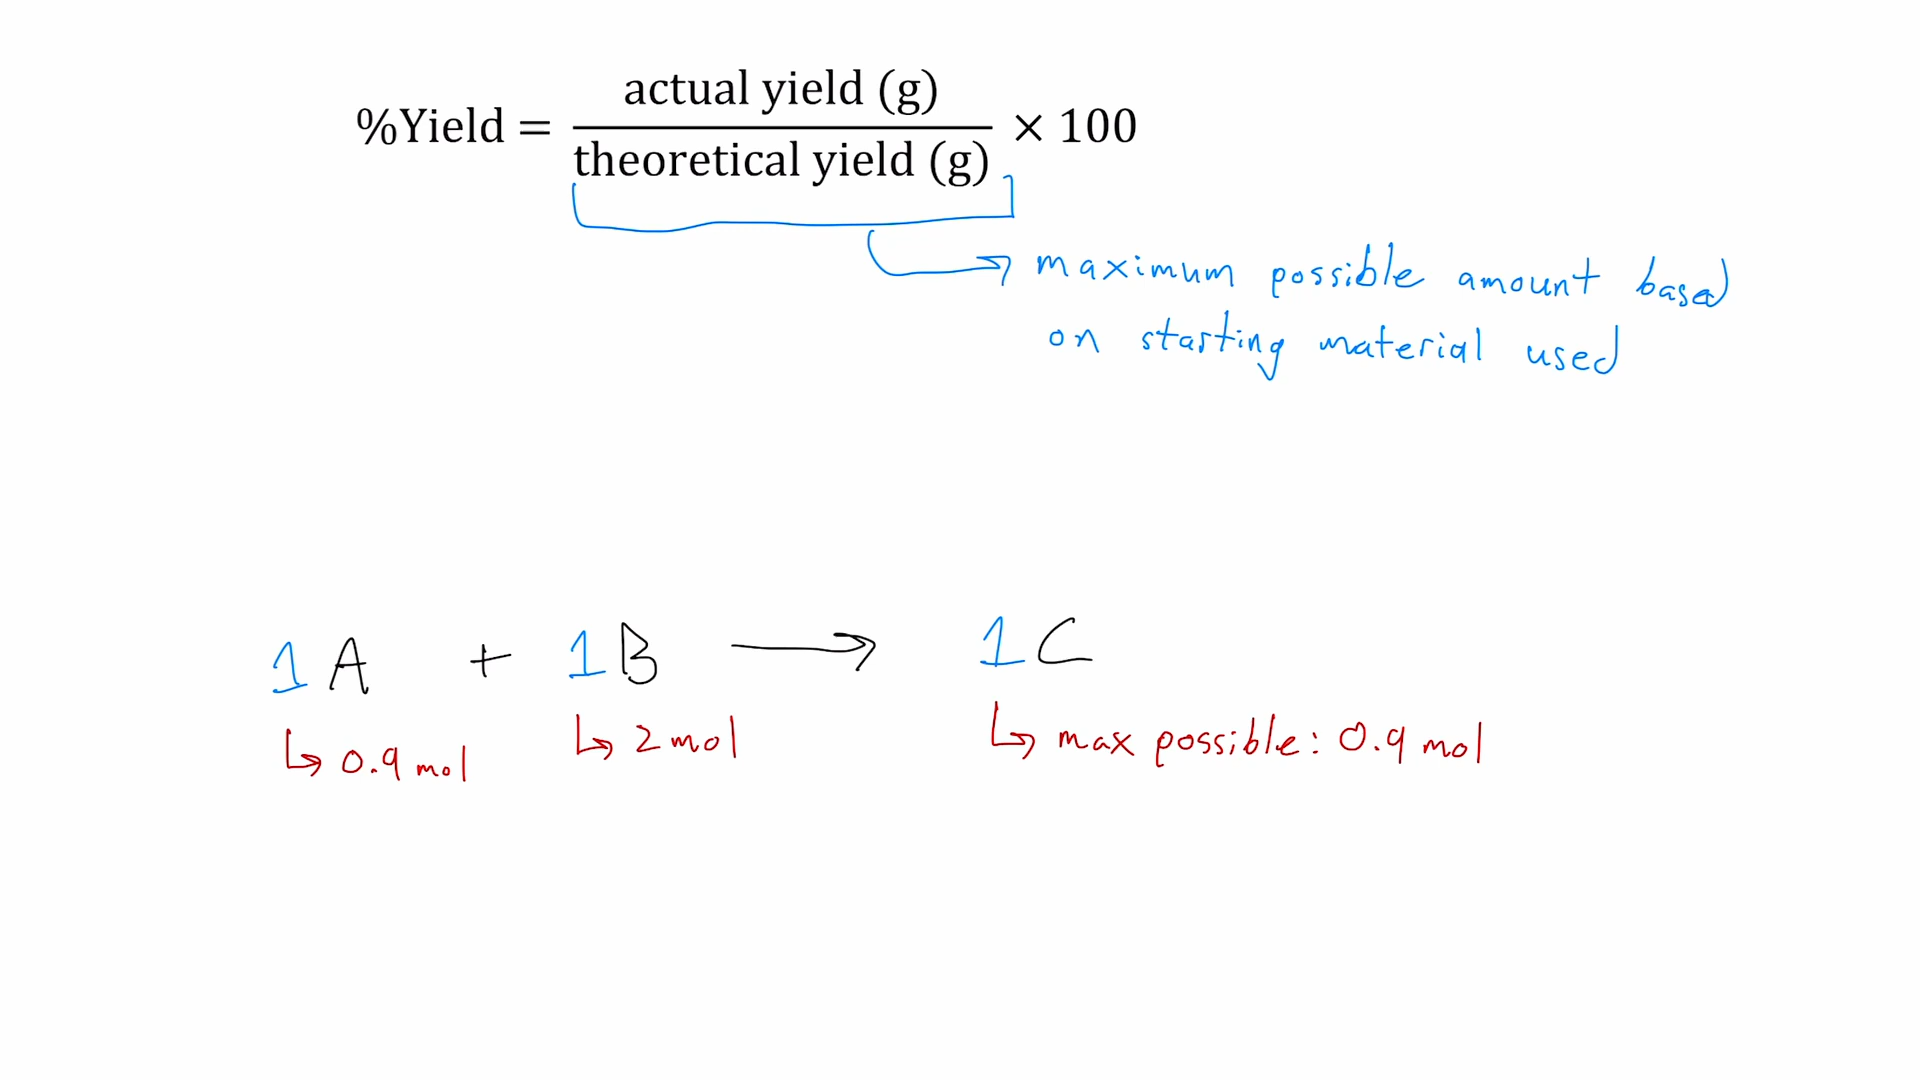 %Yield = actual yield (g) / theoretical yield (g) × 100
maximum possible amount based
on starting material used
1 A + 1 B → 1 C
↳ 0.9 mol ↳ 2 mol ↳ max possible: 0.9 mol